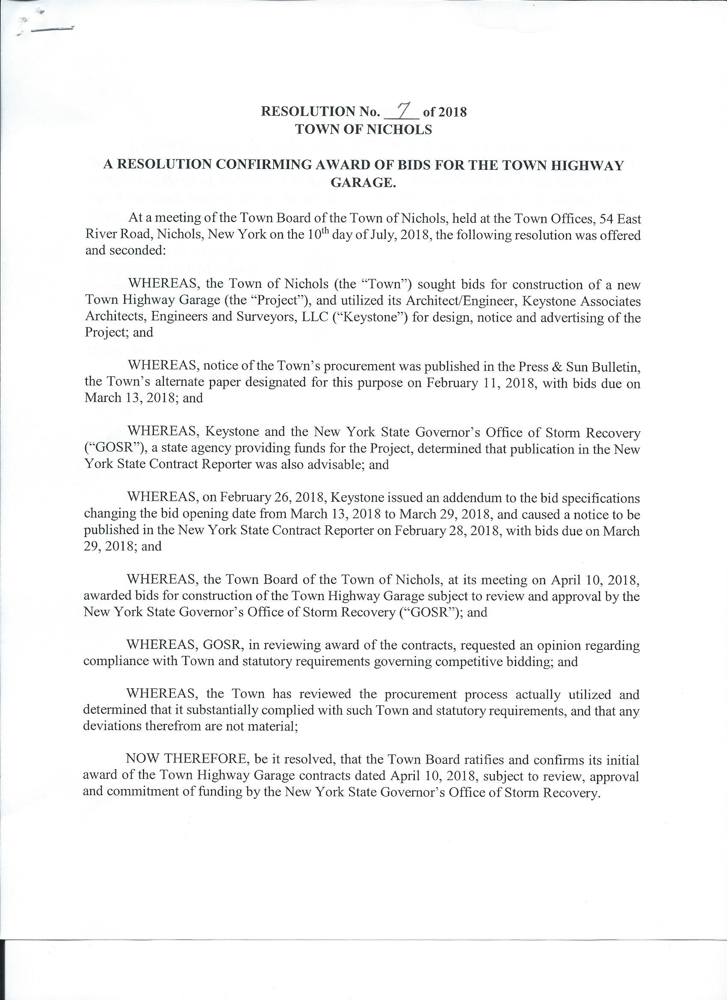 RESOLUTION No. 7 of 2018
TOWN OF NICHOLS
A RESOLUTION CONFIRMING AWARD OF BIDS FOR THE TOWN HIGHWAY
GARAGE.
At a meeting of the Town Board of the Town of Nichols, held at the Town Offices, 54 East
River Road, Nichols, New York on the 10th day of July, 2018, the following resolution was offered
and seconded:
WHEREAS, the Town of Nichols (the “Town”) sought bids for construction of a new
Town Highway Garage (the “Project”), and utilized its Architect/Engineer, Keystone Associates
Architects, Engineers and Surveyors, LLC (“Keystone”) for design, notice and advertising of the
Project; and
WHEREAS, notice of the Town’s procurement was published in the Press & Sun Bulletin,
the Town’s alternate paper designated for this purpose on February 11, 2018, with bids due on
March 13, 2018; and
WHEREAS, Keystone and the New York State Governor’s Office of Storm Recovery
(“GOSR”), a state agency providing funds for the Project, determined that publication in the New
York State Contract Reporter was also advisable; and
WHEREAS, on February 26, 2018, Keystone issued an addendum to the bid specifications
changing the bid opening date from March 13, 2018 to March 29, 2018, and caused a notice to be
published in the New York State Contract Reporter on February 28, 2018, with bids due on March
29, 2018; and
WHEREAS, the Town Board of the Town of Nichols, at its meeting on April 10, 2018,
awarded bids for construction of the Town Highway Garage subject to review and approval by the
New York State Governor’s Office of Storm Recovery (“GOSR”); and
WHEREAS, GOSR, in reviewing award of the contracts, requested an opinion regarding
compliance with Town and statutory requirements governing competitive bidding; and
WHEREAS, the Town has reviewed the procurement process actually utilized and
determined that it substantially complied with such Town and statutory requirements, and that any
deviations therefrom are not material;
NOW THEREFORE, be it resolved, that the Town Board ratifies and confirms its initial
award of the Town Highway Garage contracts dated April 10, 2018, subject to review, approval
and commitment of funding by the New York State Governor’s Office of Storm Recovery.